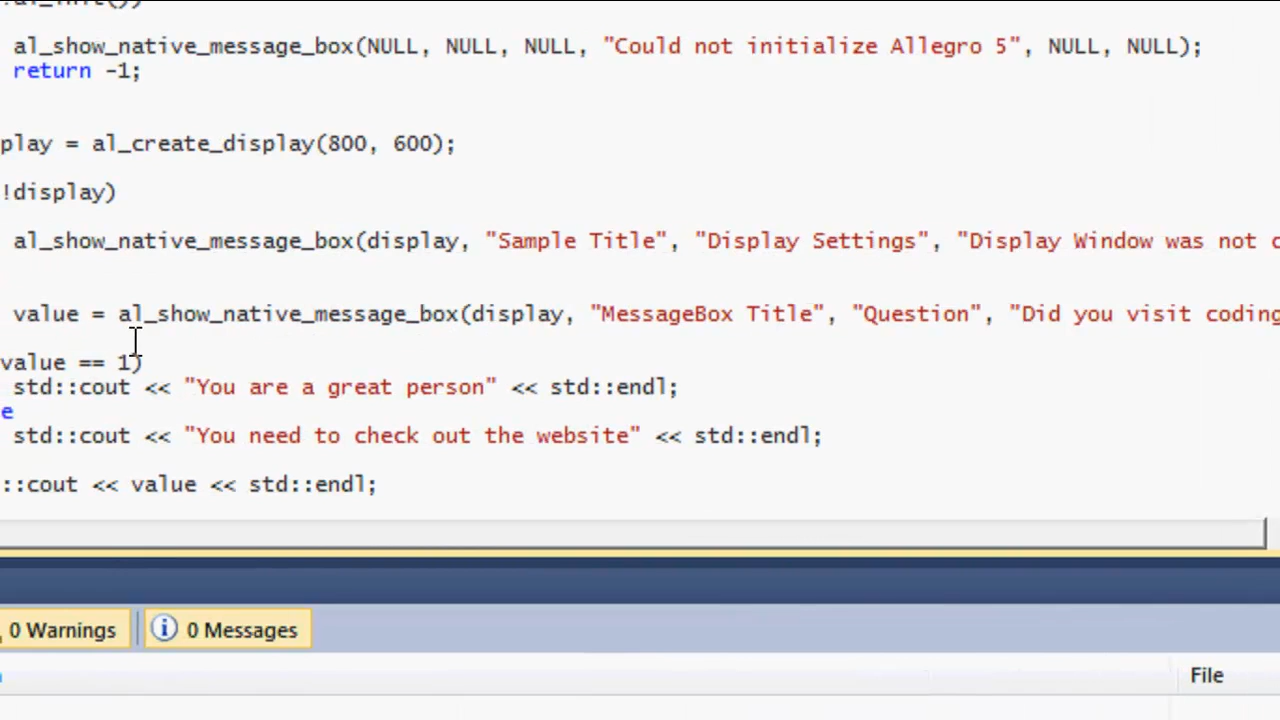 !al_init())
al_show_native_message_box(NULL, NULL, NULL, "Could not initialize Allegro 5", NULL, NULL);
return -1;
play = al_create_display(800, 600);
!display)
al_show_native_message_box(display, "Sample Title", "Display Settings", "Display Window was not c
value = al_show_native_message_box(display, "MessageBox Title", "Question", "Did you visit coding
value == 1)
std::cout << "You are a great person" << std::endl;
e
std::cout << "You need to check out the website" << std::endl;
::cout << value << std::endl;
0 Warnings
0 Messages
File